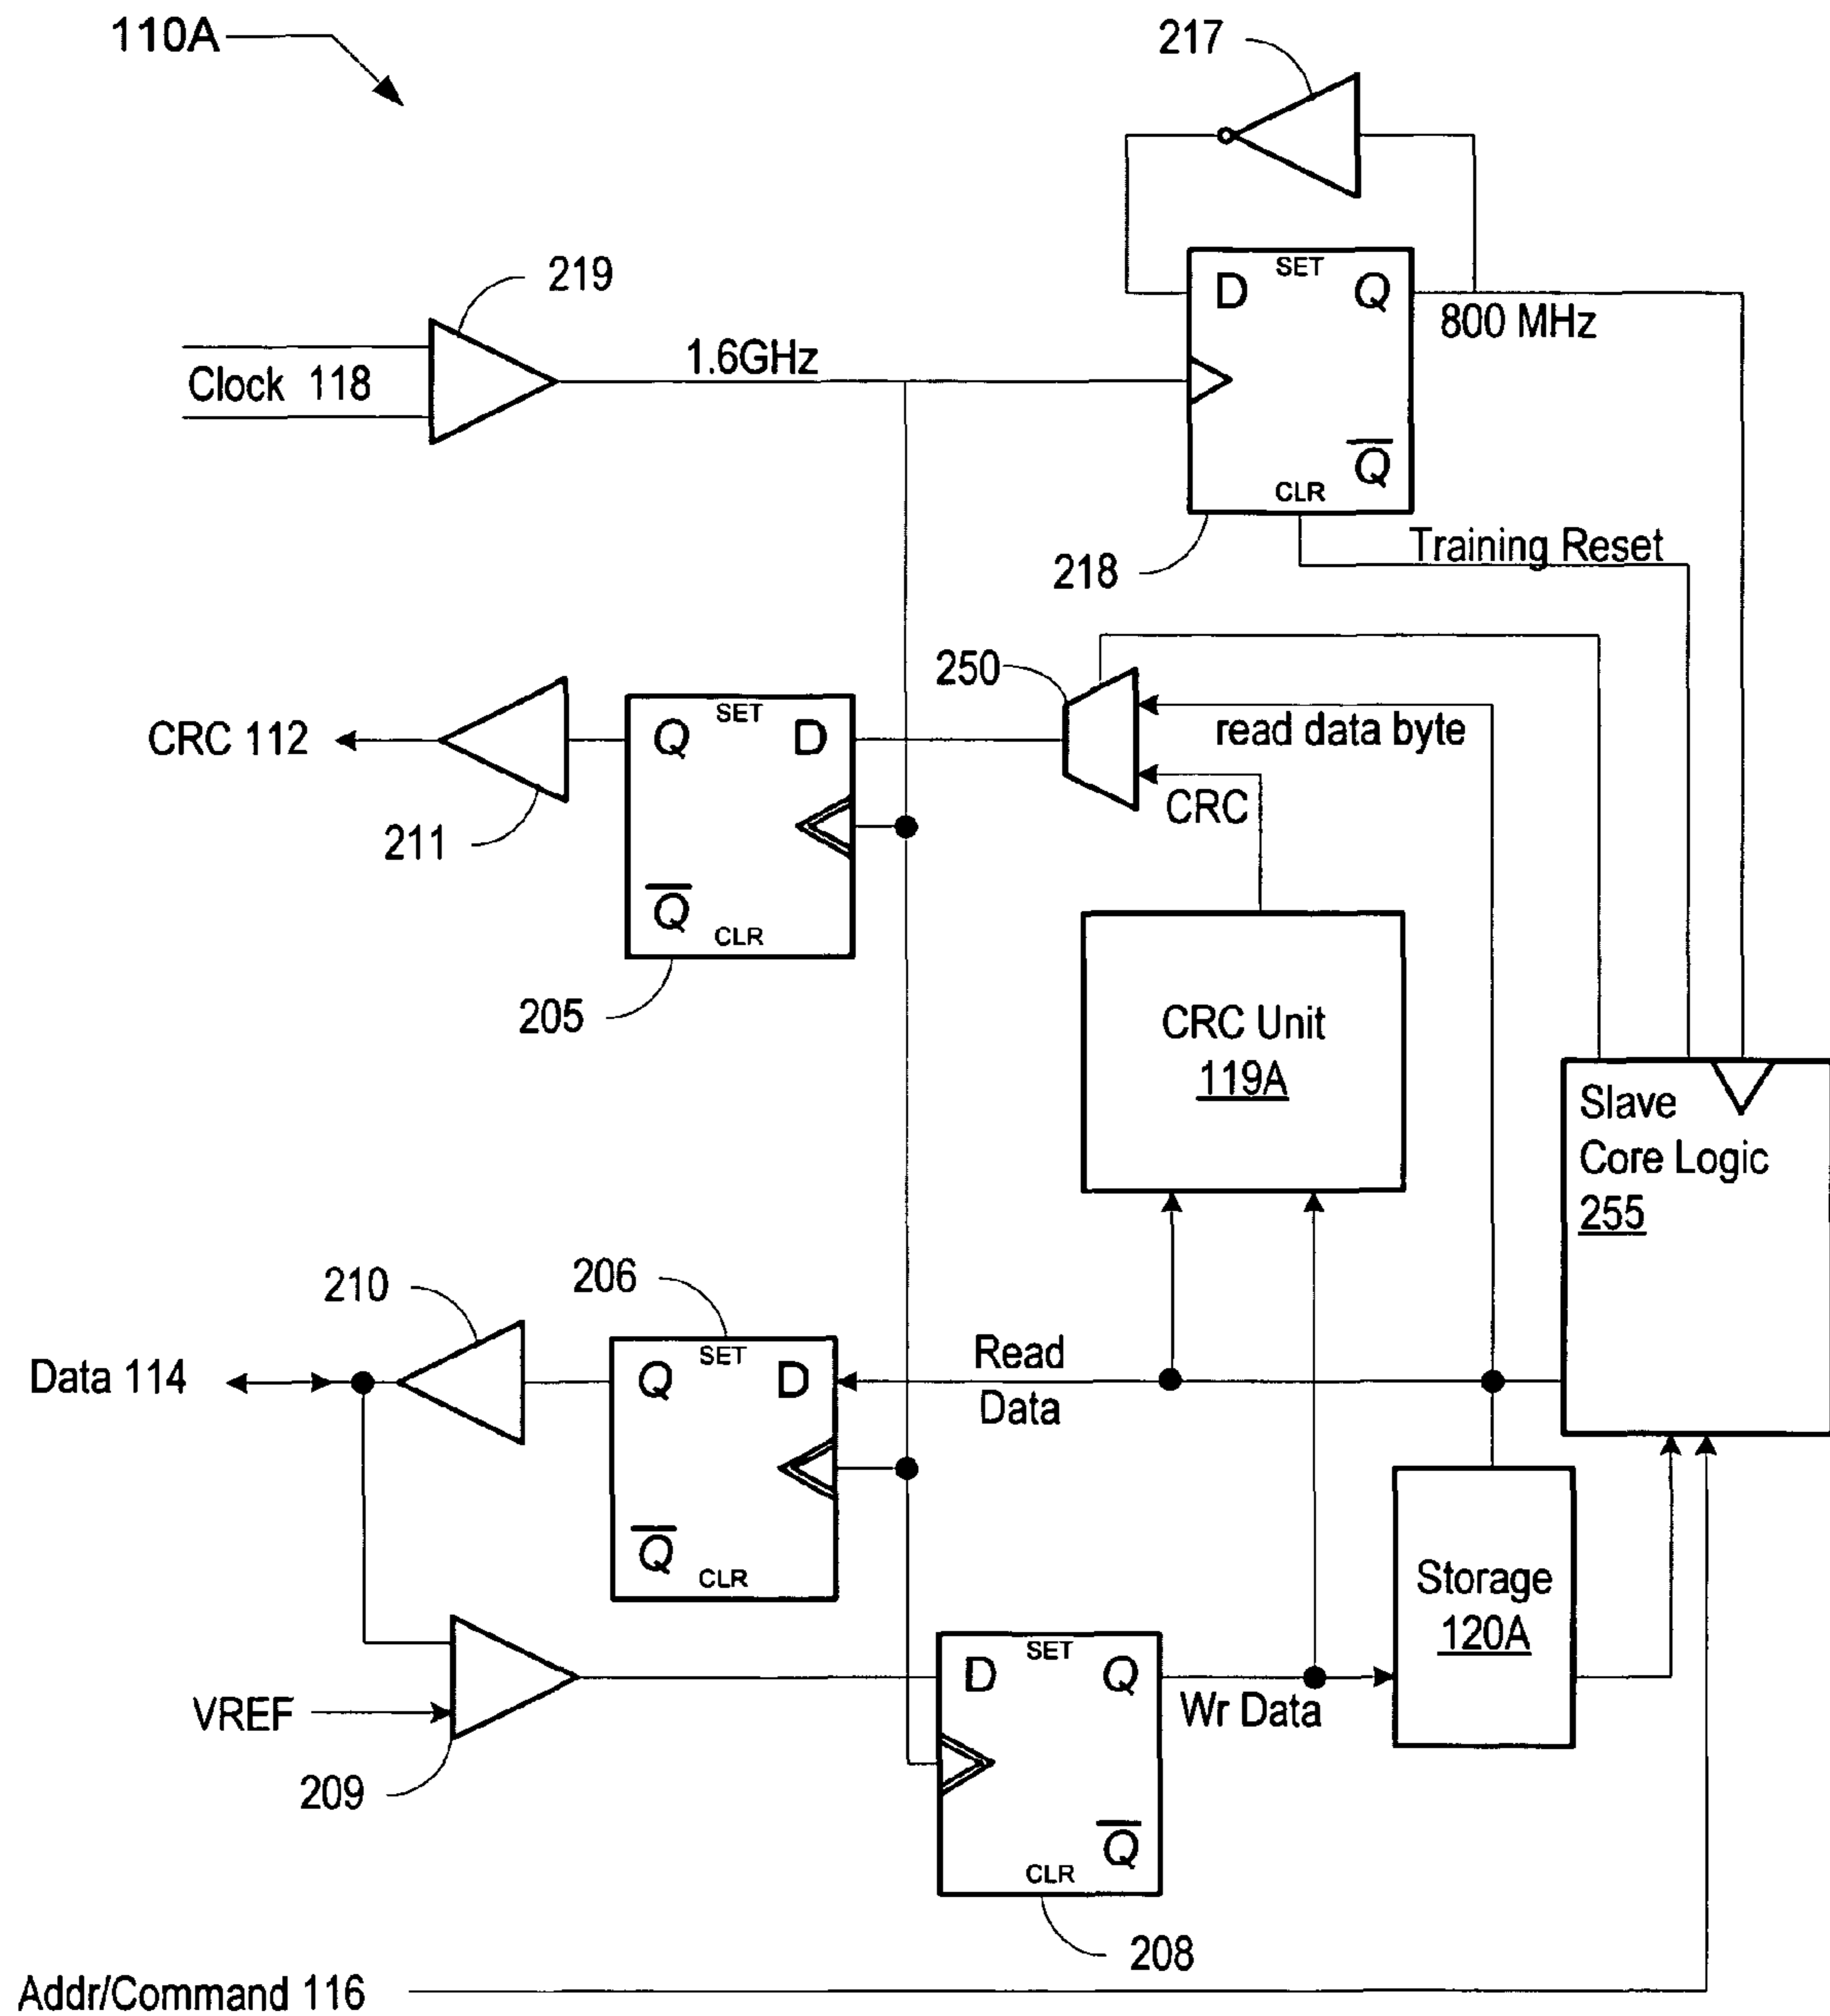 110A
217
219
SET
D
Q
800 MHz
1.6GHz
Clock 118
Q
CLR
Training Reset
218
250
SET
Q
D
CRC 112
read data byte
CRC
211
Q
CLR
205
CRC Unit
119A
Slave
Core Logic
255
210
206
SET
Q
D
Data 114
Read
Data
Q
CLR
Storage
120A
SET
D
Q
VREF
Wr Data
209
Q
CLR
208
Addr/Command 116